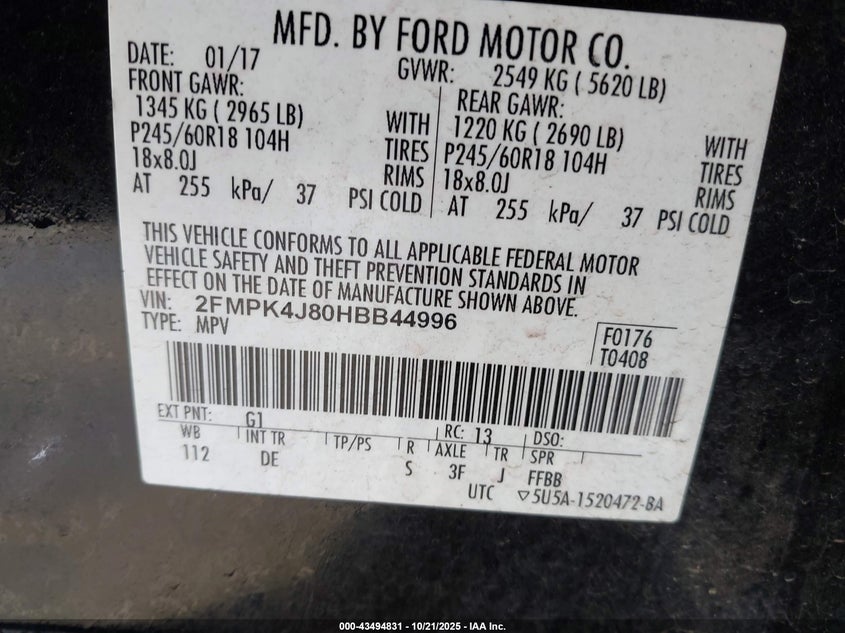 MFD. BY FORD MOTOR CO.
DATE: 01/17
GVWR: 2549 KG ( 5620 LB)
FRONT GAWR:
1345 KG ( 2965 LB)
P245/60R18 104H
18x8.0J
WITH
TIRES
RIMS
AT 255 kPa/ 37 PSI COLD
REAR GAWR:
1220 KG ( 2690 LB)
P245/60R18 104H
18x8.0J
WITH
TIRES
RIMS
AT 255 kPa/ 37 PSI COLD
THIS VEHICLE CONFORMS TO ALL APPLICABLE FEDERAL MOTOR
VEHICLE SAFETY AND THEFT PREVENTION STANDARDS IN
EFFECT ON THE DATE OF MANUFACTURE SHOWN ABOVE.
VIN: 2FMPK4J80HBB44996
TYPE: MPV
F0176
T0408
EXT PNT: G1 RC: 13 DSO:
WB INT TR TP/PS R AXLE TR SPR
112 DE S 3F J FFBB
UTC ▽5U5A-1520472-BA
000-43494831 - 10/21/2025 - IAA Inc.